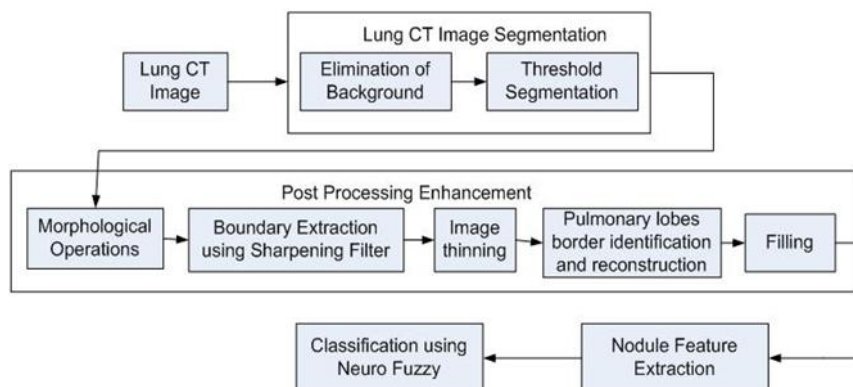 Lung CT Image Segmentation
Lung CT
Image
Elimination of
Background
Threshold
Segmentation
Post Processing Enhancement
Morphological
Operations
Boundary Extraction
using Sharpening Filter
Image
thinning
Pulmonary lobes
border identification
and reconstruction
Filling
Classification using
Neuro Fuzzy
Nodule Feature
Extraction